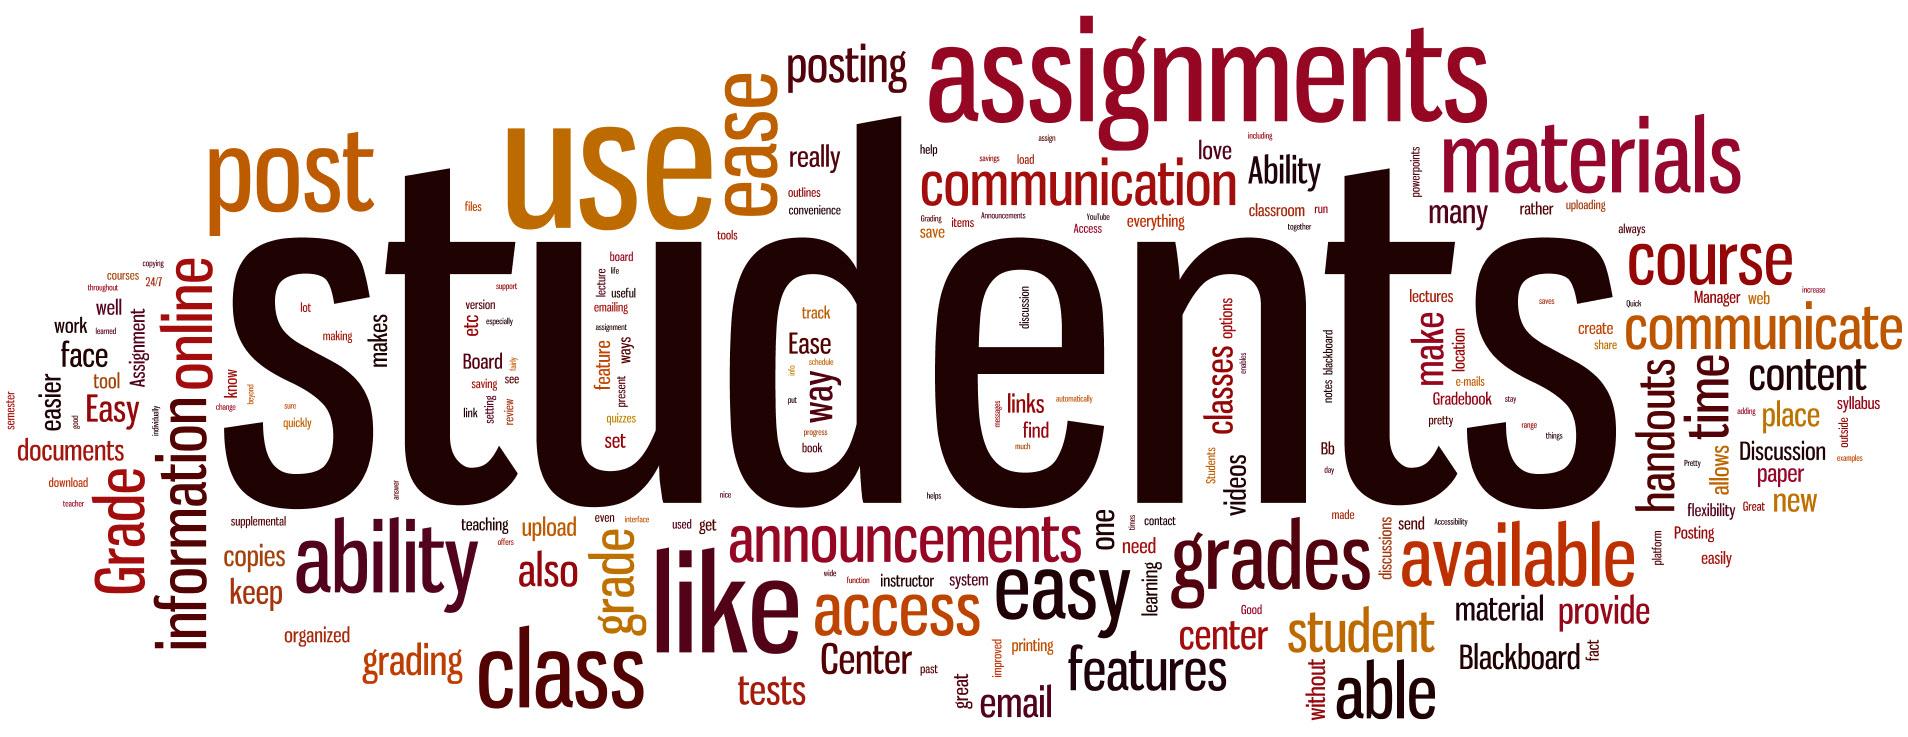 students
assignments
use
post
ease
posting
really
outlines
convenience
tools
files
help
assign
savings
load
communication
love
including
Ability
Grading
save
items
Announcements
YouTube
Access
everything
classroom
run
together
powerpoints
materials
many
rather
uploading
always
course
Quick
Manager
web
increase
communicate
create
share
handouts
time
content
adding
place
syllabus
outside
examples
Discussion
paper
allows
Pretty
flexibility
Great
new
platform
Posting
easily
copying
courses
24/7
throughout
well
work
learned
Assignment
face
tool
easier
Easy
good
semester
individually
documents
download
teacher
Grade
information
online
know
change
beyond
sure
quickly
lot
making
makes
answer
support
version
etc
especially
Board
fairly
saving
see
link
setting
review
board
life
lecture
useful
emailing
assignment
feature
ways
present
quizzes
set
track
Ease
schedule
info
way
put
progress
book
discussion
links
automatically
messages
find
much
options
classes
enables
Students
videos
blackboard
notes
Bb
day
lectures
make
location
e-mails
Gradebook
stay
pretty
saves
range
things
supplemental
copies
keep
ability
organized
teaching
offers
upload
also
even
interface
grade
grading
class
like
used
get
nice
helps
announcements
wide
function
instructor
system
access
Center
past
tests
great
email
easy
improved
printing
features
one
times
contact
need
learning
grades
made
discussions
send
Accessibility
available
Good
center
student
material
provide
without
able
Blackboard
fact